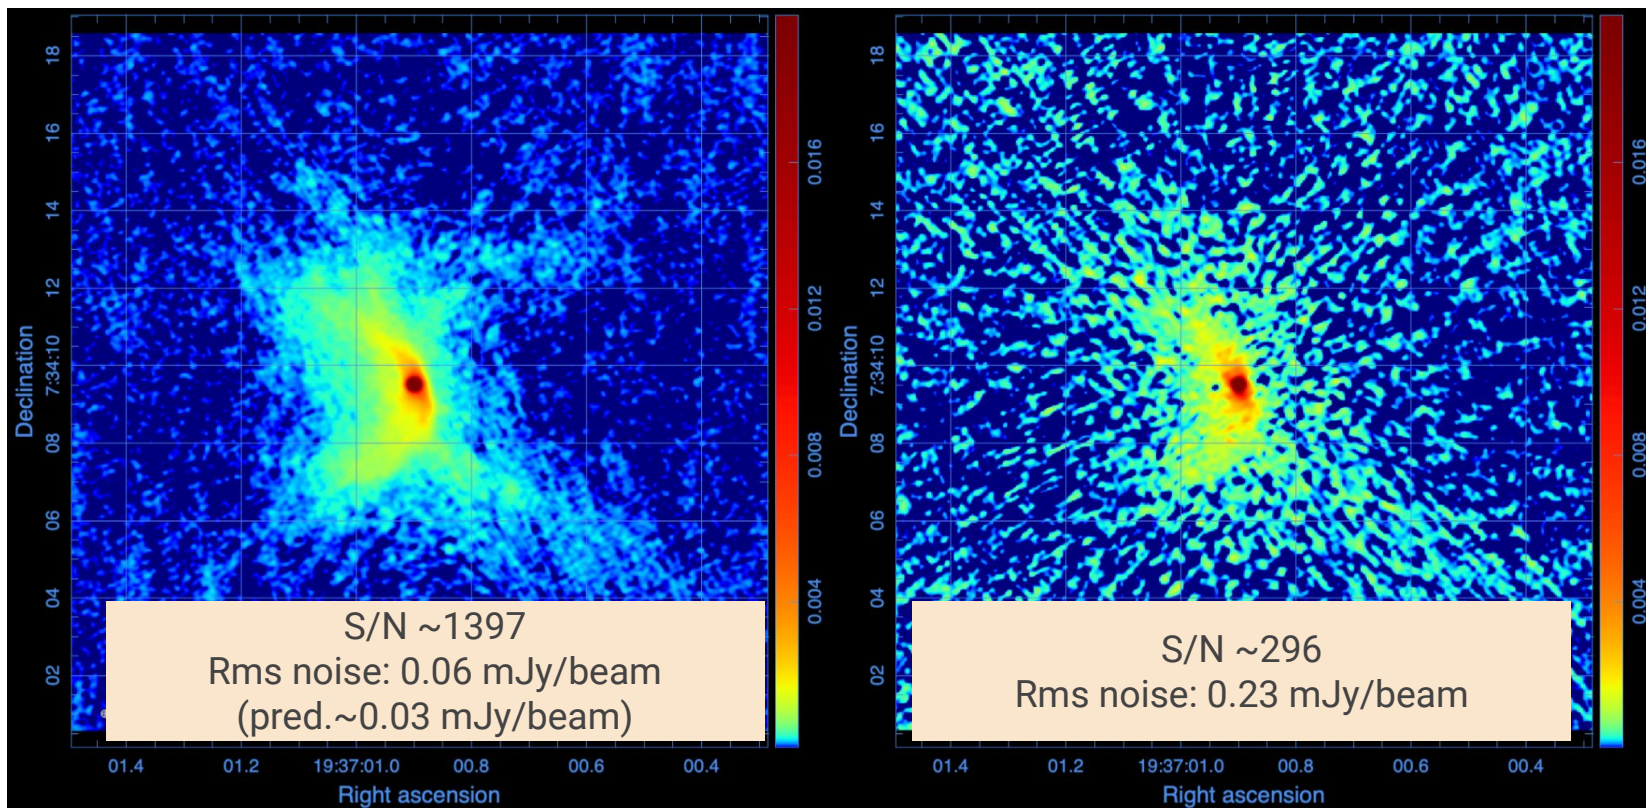 18
16
14
12
7:34:10
08
06
04
02
Declination
0.016
0.012
0.008
0.004
S/N ~1397
Rms noise: 0.06 mJy/beam
(pred.~0.03 mJy/beam)
01.4 01.2 19:37:01.0 00.8 00.6 00.4
Right ascension
18
16
14
12
7:34:10
08
06
04
02
Declination
0.016
0.012
0.008
0.004
S/N ~296
Rms noise: 0.23 mJy/beam
01.4 01.2 19:37:01.0 00.8 00.6 00.4
Right ascension